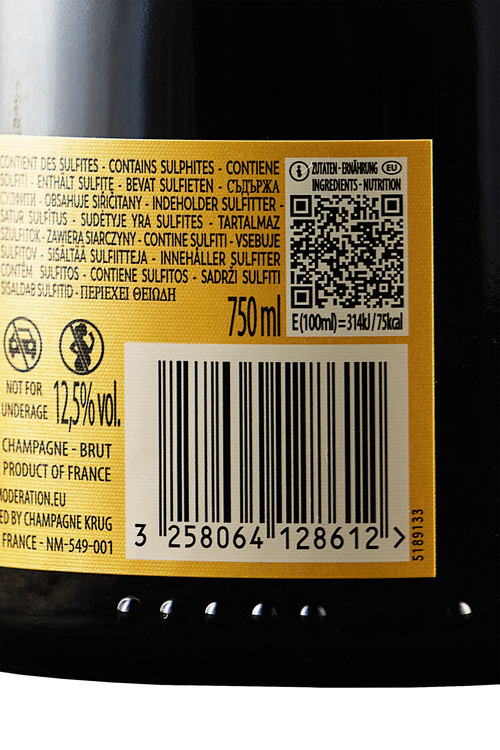 CONTIENT DES SULFITES - CONTAINS SULPHITES - CONTIENE
SOLFITI - ENTHÄLT SULFITE - BEVAT SULFIETEN - СЪДЪРЖА
СУЛФИТИ - OBSAHUJE SIŘIČITANY - INDEHOLDER SULFITTER -
SATUR SULFĪTUS - SUDĖTYJE YRA SULFITES - TARTALMAZ
SZULFITOK - ZAWIERA SIARCZYNY - CONTINE SULFITI - VSEBUJE
SULFITOV - SISÄLTÄÄ SULFIITTEJA - INNEHÅLLER SULFITER
CONTÉM SULFITOS - CONTIENE SULFITOS - SADRŽI SULFITI
SISALDAB SULFITID - ΠΕΡΙΕΧΕΙ ΘΕΙΩΔΗ
i ZUTATEN - ERNÄHRUNG EU
INGREDIENTS - NUTRITION
E (100ml) = 314kJ / 75kcal
750 ml
NOT FOR
UNDERAGE
12,5% vol.
CHAMPAGNE - BRUT
PRODUCT OF FRANCE
MODERATION.EU
ED BY CHAMPAGNE KRUG
FRANCE - NM-549-001
3 258064 128612 >
5189133